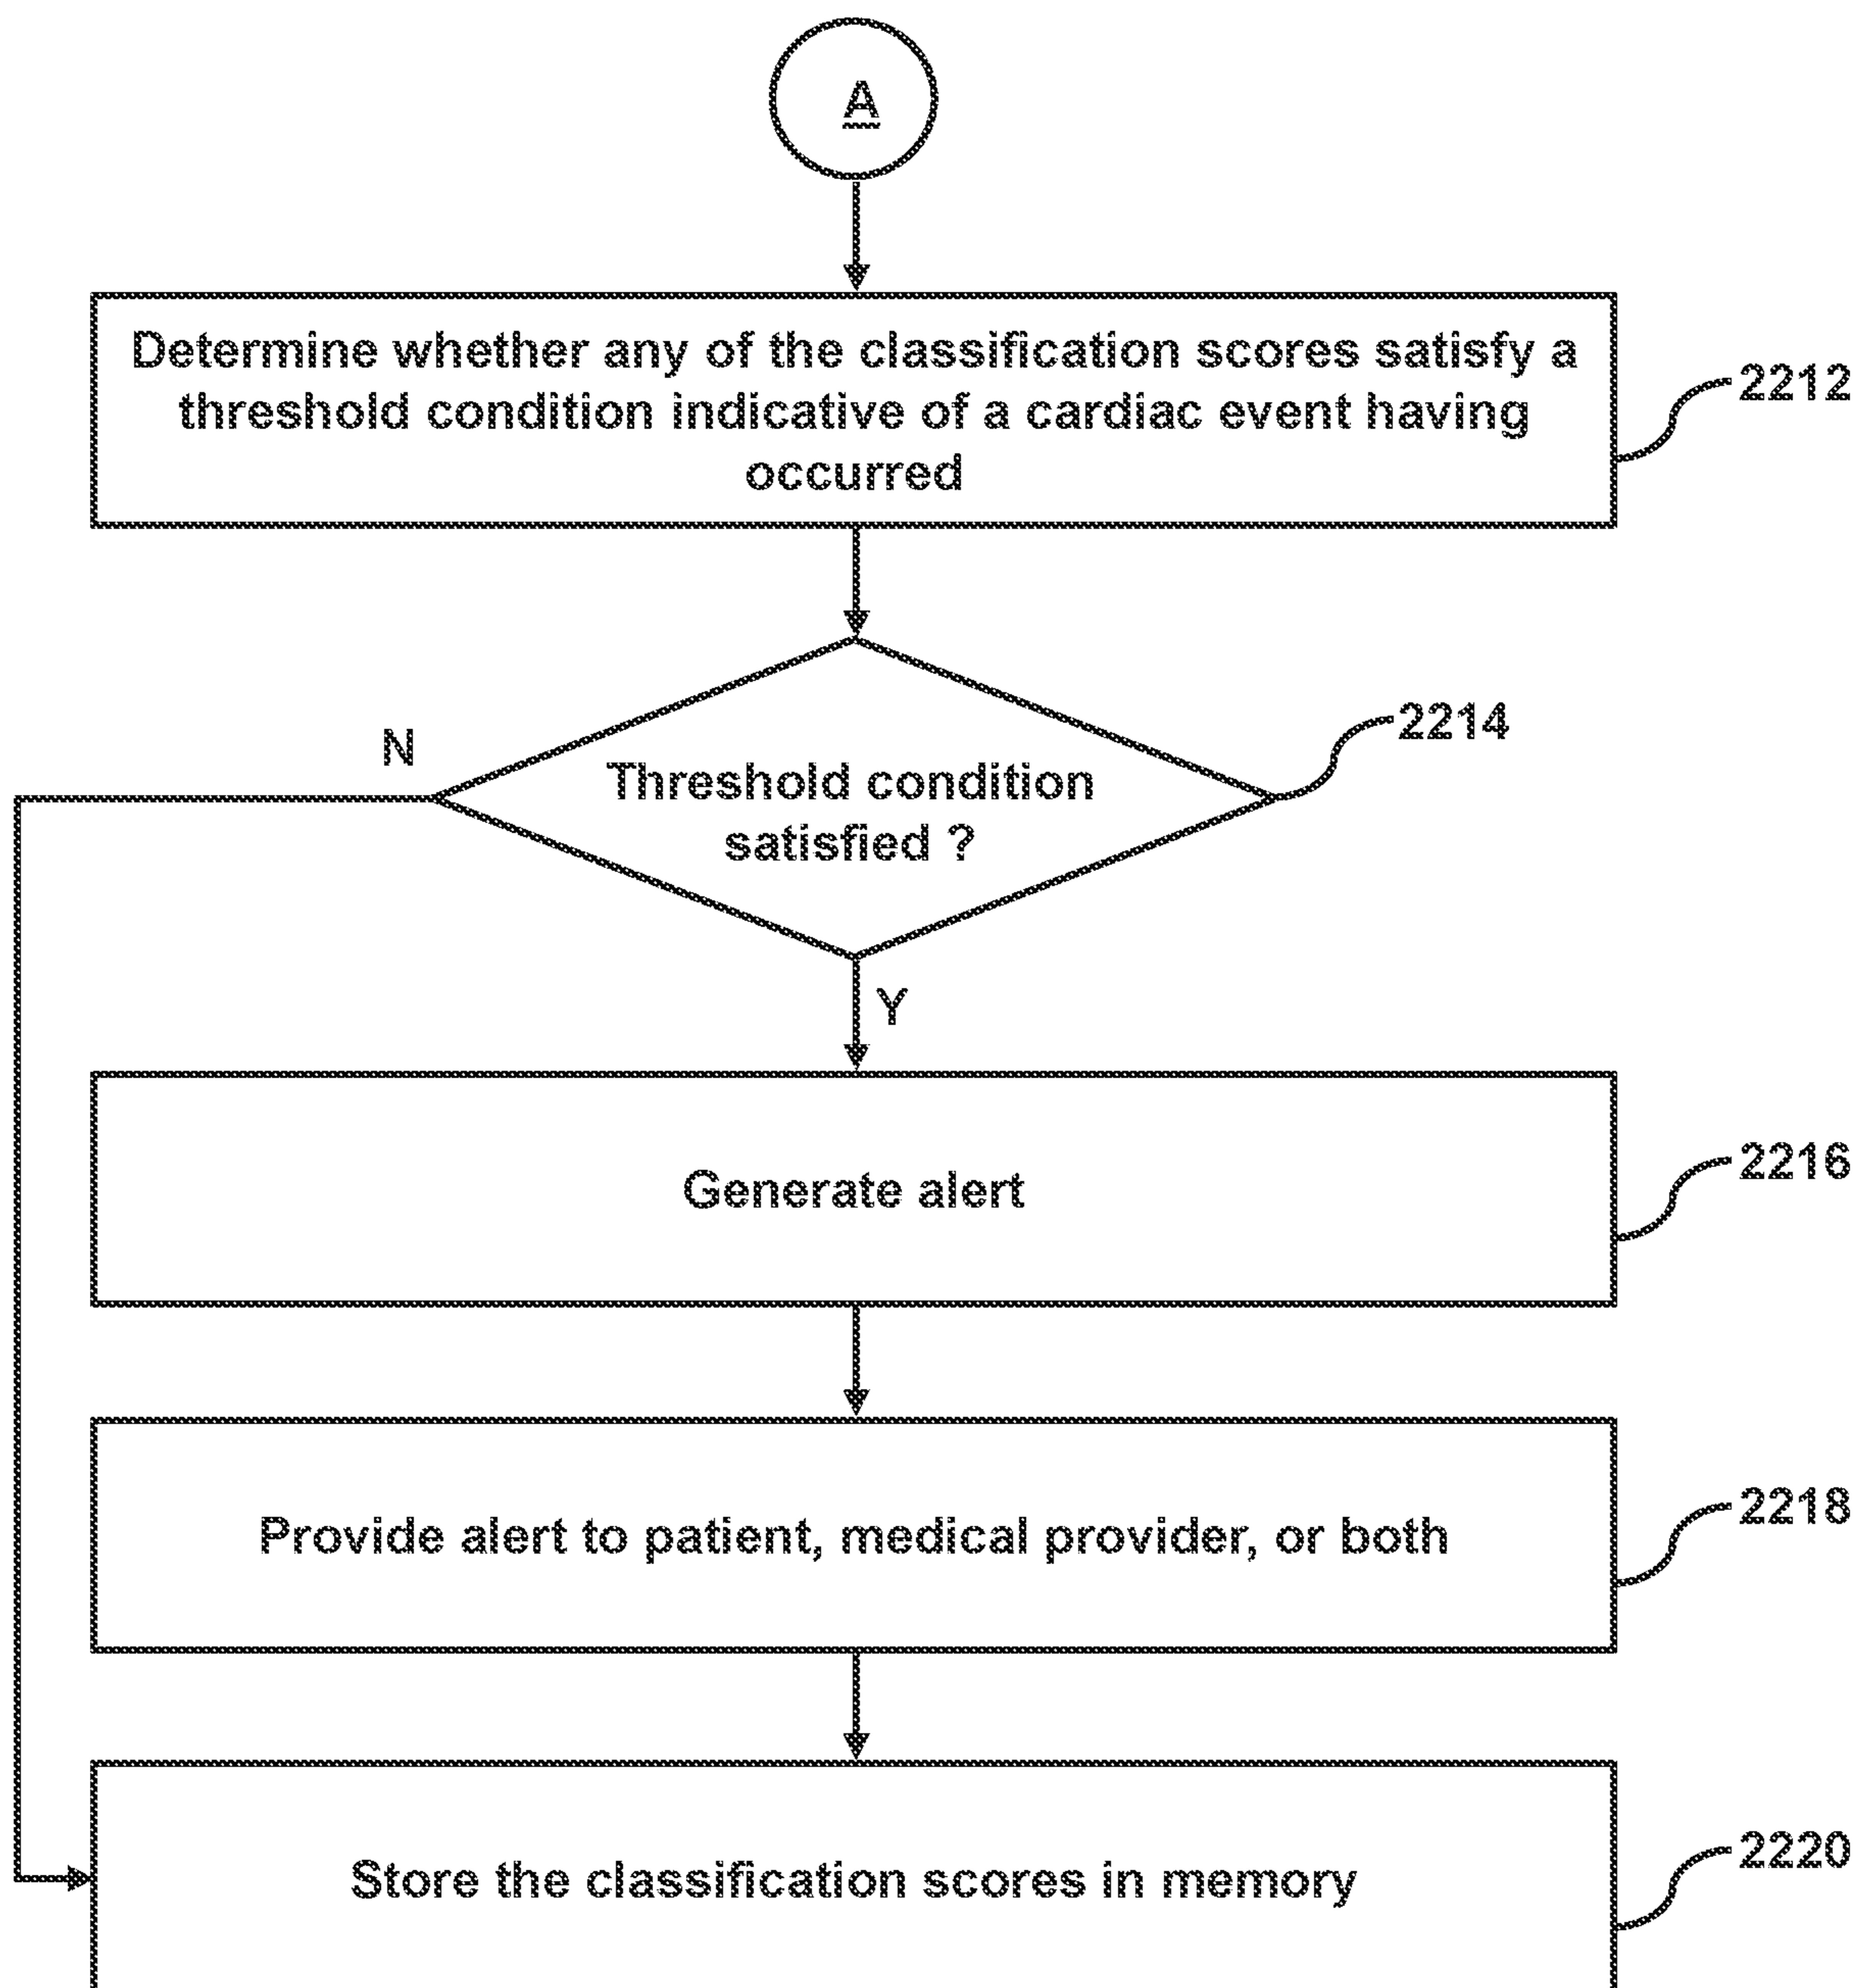 A
Determine whether any of the classification scores satisfy a
threshold condition indicative of a cardiac event having
occurred
2212
N
2214
Threshold condition
satisfied ?
Y
Generate alert
2216
Provide alert to patient, medical provider, or both
2218
Store the classification scores in memory
2220